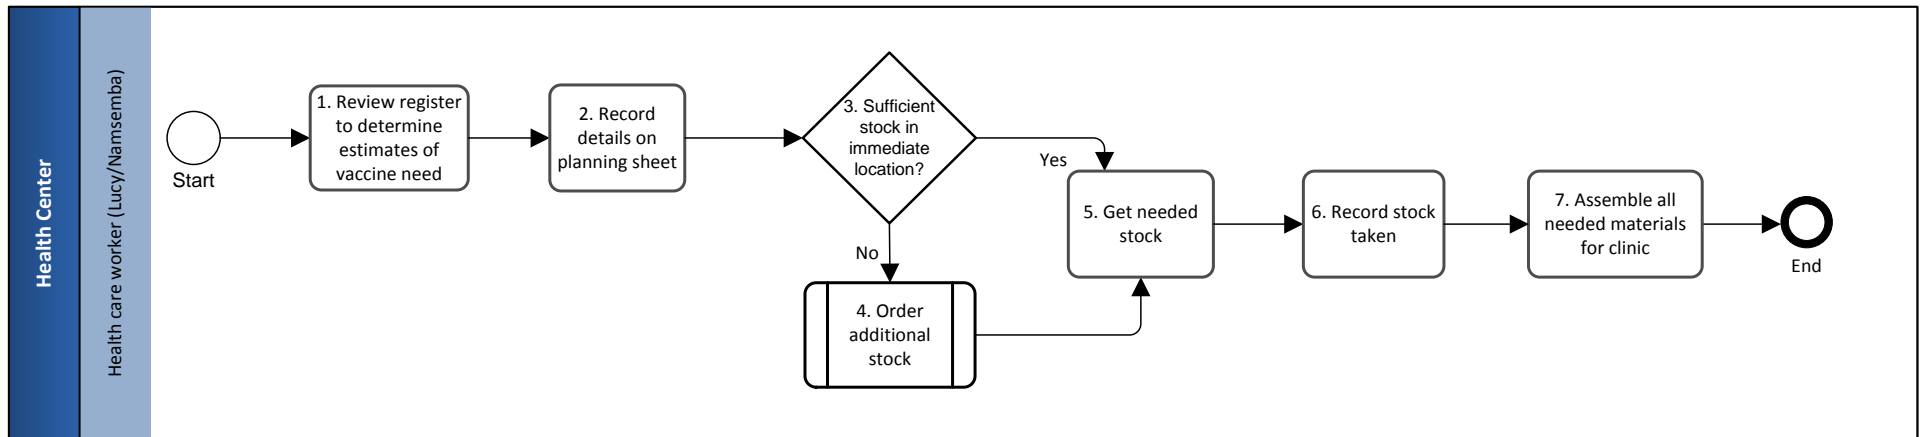 Health Center
Health care worker (Lucy/Namsemba)
Start
1. Review register
to determine
estimates of
vaccine need
2. Record
details on
planning sheet
3. Sufficient
stock in
immediate
location?
Yes
No
4. Order
additional
stock
5. Get needed
stock
6. Record stock
taken
7. Assemble all
needed materials
for clinic
End